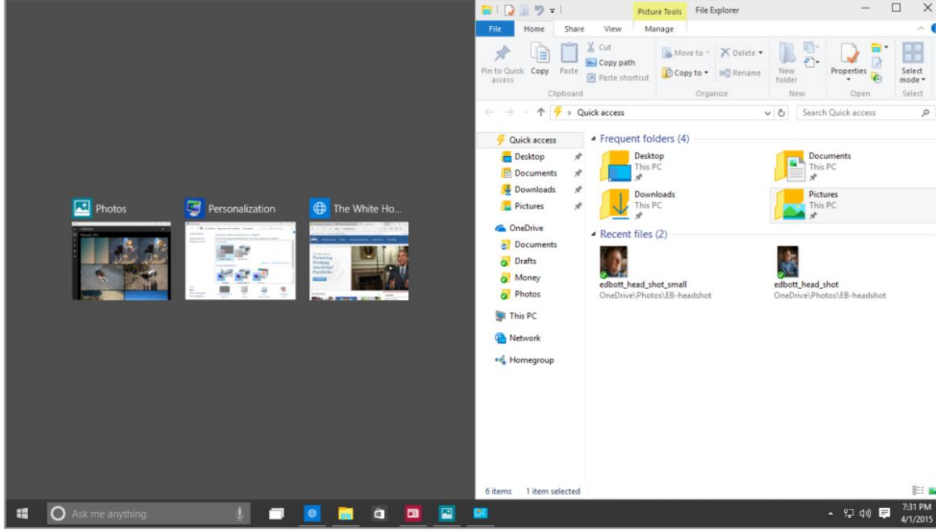 Picture Tools File Explorer
File Home Share View Manage
Pin to Quick access
Copy
Paste
Cut
Copy path
Paste shortcut
Clipboard
Move to
Copy to
Delete
Rename
Organize
New folder
New
Properties
Open
Select mode
Select
Quick access
Search Quick access
Quick access
Desktop
Documents
Downloads
Pictures
OneDrive
Documents
Drafts
Money
Photos
This PC
Network
Homegroup
Frequent folders (4)
Desktop
This PC
Documents
This PC
Downloads
This PC
Pictures
This PC
Recent files (2)
edbott_head_shot_small
OneDrive\Photos\EB-headshot
edbott_head_shot
OneDrive\Photos\EB-headshot
6 items 1 item selected
Photos
Personalization
The White Ho...
Ask me anything
7:31 PM
4/1/2015